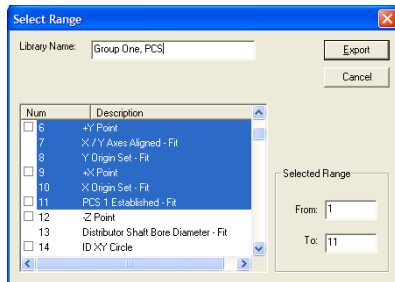 Select Range
Library Name: Group One, PCS
Export
Cancel
Num Description
6 +Y Point
7 X / Y Axes Aligned - Fit
8 Y Origin Set - Fit
9 +X Point
10 X Origin Set - Fit
11 PCS 1 Established - Fit
12 -Z Point
13 Distributor Shaft Bore Diameter - Fit
14 ID XY Circle
Selected Range
From: 1
To: 11